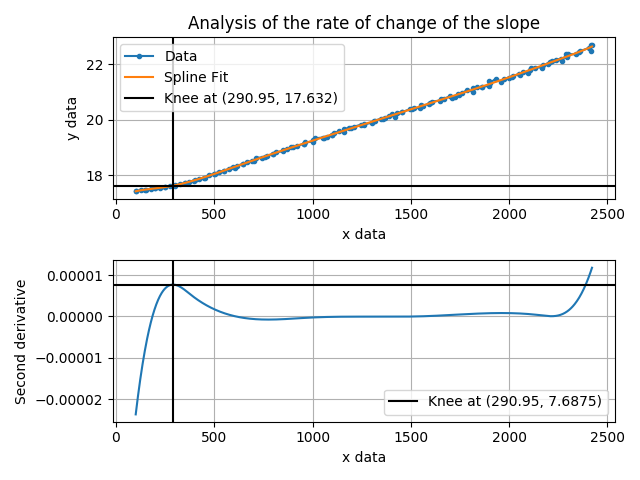 Analysis of the rate of change of the slope
y data
22
20
18
Data
Spline Fit
Knee at (290.95, 17.632)
0 500 1000 1500 2000 2500
x data
Second derivative
0.00001
0.00000
−0.00001
−0.00002
Knee at (290.95, 7.6875)
0 500 1000 1500 2000 2500
x data